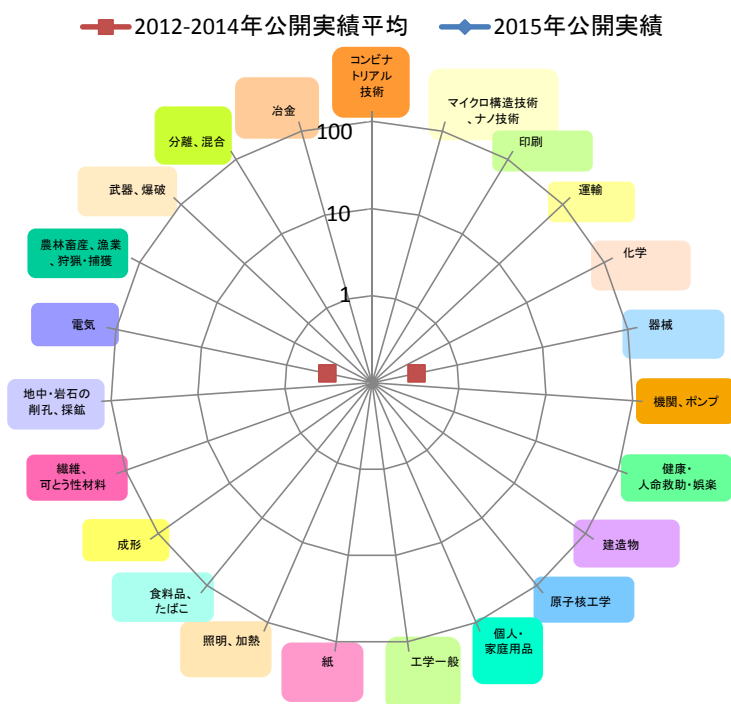 2012-2014年公開実績平均
2015年公開実績
コンビナ
トリアル
技術
マイクロ構造技術
、ナノ技術
印刷
運輸
化学
器械
機関、ポンプ
健康・
人命救助・娯楽
建造物
原子核工学
個人・
家庭用品
工学一般
紙
照明、加熱
食料品、
たばこ
成形
繊維、
可とう性材料
地中・岩石の
削孔、採鉱
電気
農林畜産、漁業
、狩猟・捕獲
武器、爆破
分離、混合
冶金
100
10
1